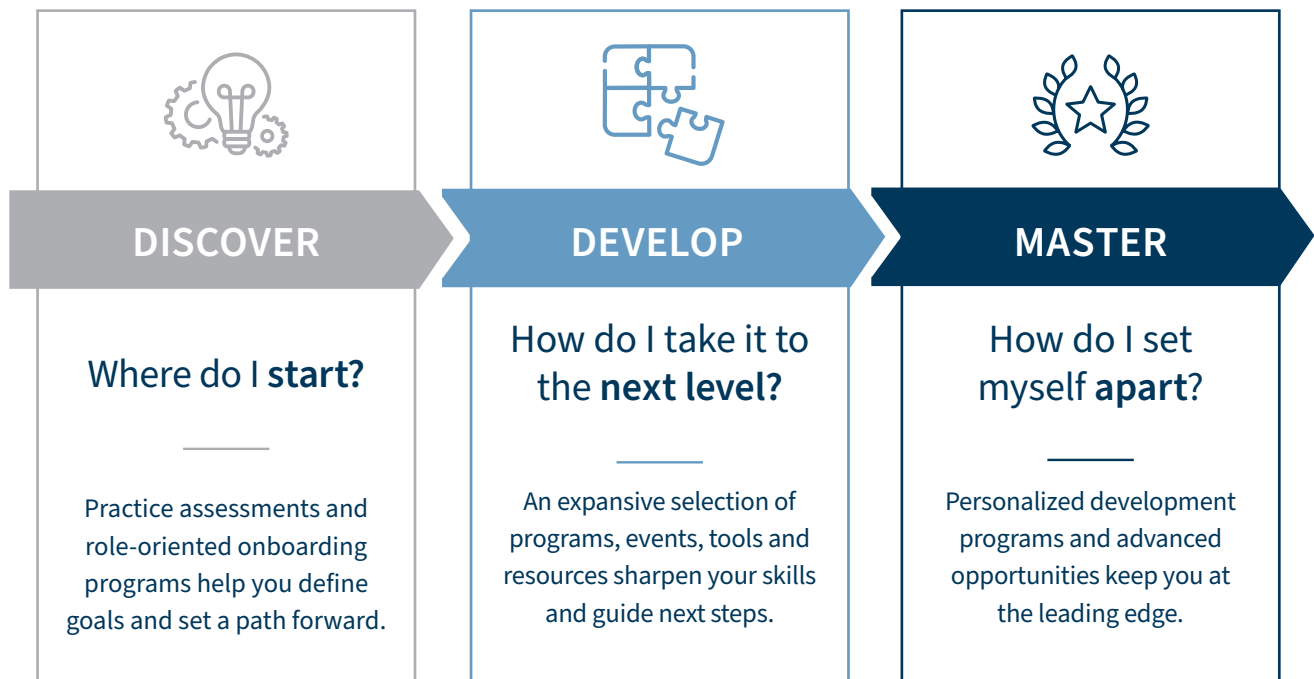 DISCOVER
Where do I start?
Practice assessments and
role-oriented onboarding
programs help you define
goals and set a path forward.
DEVELOP
How do I take it to
the next level?
An expansive selection of
programs, events, tools and
resources sharpen your skills
and guide next steps.
MASTER
How do I set
myself apart?
Personalized development
programs and advanced
opportunities keep you at
the leading edge.